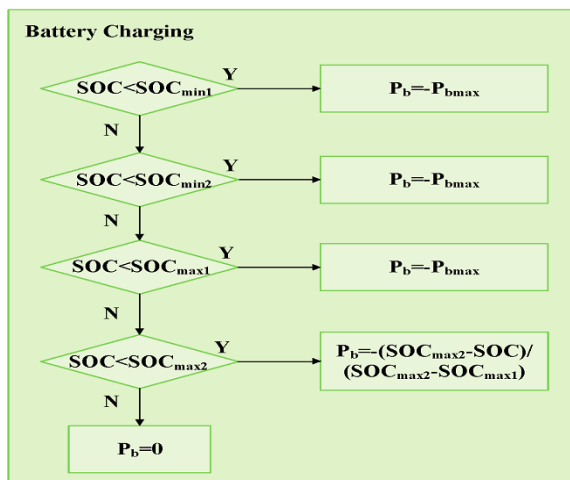 Battery Charging
SOC<SOCmin1
Y
Pb=-Pbmax
N
SOC<SOCmin2
Y
Pb=-Pbmax
N
SOC<SOCmax1
Y
Pb=-Pbmax
N
SOC<SOCmax2
Y
Pb=-(SOCmax2-SOC)/
(SOCmax2-SOCmax1)
N
Pb=0